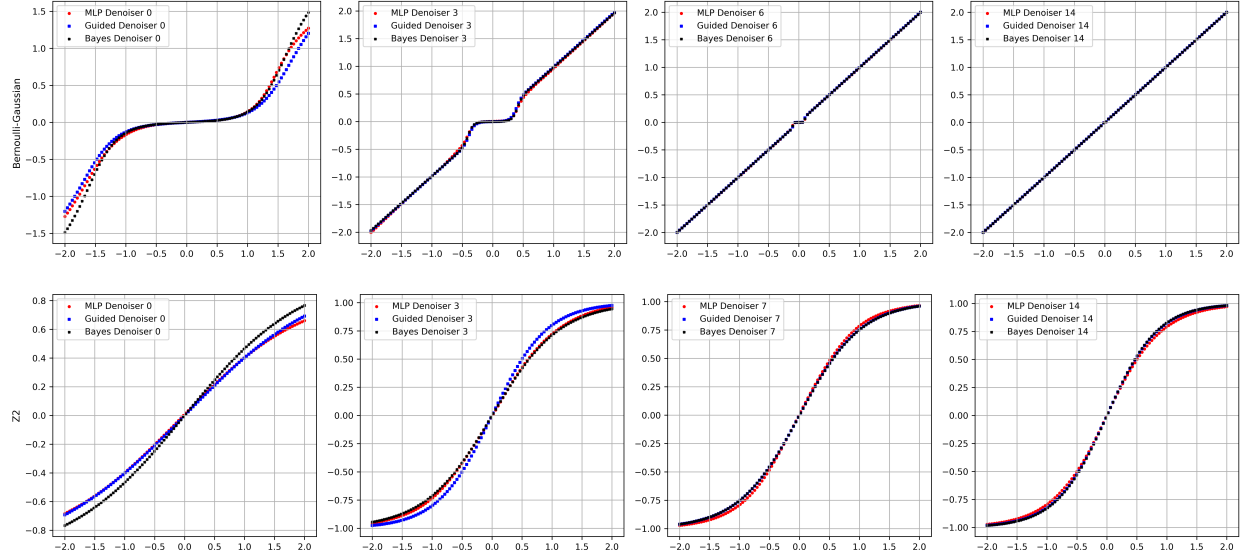 Bernoulli-Gaussian
MLP Denoiser 0
Guided Denoiser 0
Bayes Denoiser 0
1.5
1.0
0.5
0.0
−0.5
−1.0
−1.5
−2.0 −1.5 −1.0 −0.5 0.0 0.5 1.0 1.5 2.0
MLP Denoiser 3
Guided Denoiser 3
Bayes Denoiser 3
2.0
1.5
1.0
0.5
0.0
−0.5
−1.0
−1.5
−2.0
−2.0 −1.5 −1.0 −0.5 0.0 0.5 1.0 1.5 2.0
MLP Denoiser 6
Guided Denoiser 6
Bayes Denoiser 6
2.0
1.5
1.0
0.5
0.0
−0.5
−1.0
−1.5
−2.0
−2.0 −1.5 −1.0 −0.5 0.0 0.5 1.0 1.5 2.0
MLP Denoiser 14
Guided Denoiser 14
Bayes Denoiser 14
2.0
1.5
1.0
0.5
0.0
−0.5
−1.0
−1.5
−2.0
−2.0 −1.5 −1.0 −0.5 0.0 0.5 1.0 1.5 2.0
Z2
MLP Denoiser 0
Guided Denoiser 0
Bayes Denoiser 0
0.8
0.6
0.4
0.2
0.0
−0.2
−0.4
−0.6
−0.8
−2.0 −1.5 −1.0 −0.5 0.0 0.5 1.0 1.5 2.0
MLP Denoiser 3
Guided Denoiser 3
Bayes Denoiser 3
1.00
0.75
0.50
0.25
0.00
−0.25
−0.50
−0.75
−1.00
−2.0 −1.5 −1.0 −0.5 0.0 0.5 1.0 1.5 2.0
MLP Denoiser 7
Guided Denoiser 7
Bayes Denoiser 7
1.00
0.75
0.50
0.25
0.00
−0.25
−0.50
−0.75
−1.00
−2.0 −1.5 −1.0 −0.5 0.0 0.5 1.0 1.5 2.0
MLP Denoiser 14
Guided Denoiser 14
Bayes Denoiser 14
1.00
0.75
0.50
0.25
0.00
−0.25
−0.50
−0.75
−1.00
−2.0 −1.5 −1.0 −0.5 0.0 0.5 1.0 1.5 2.0